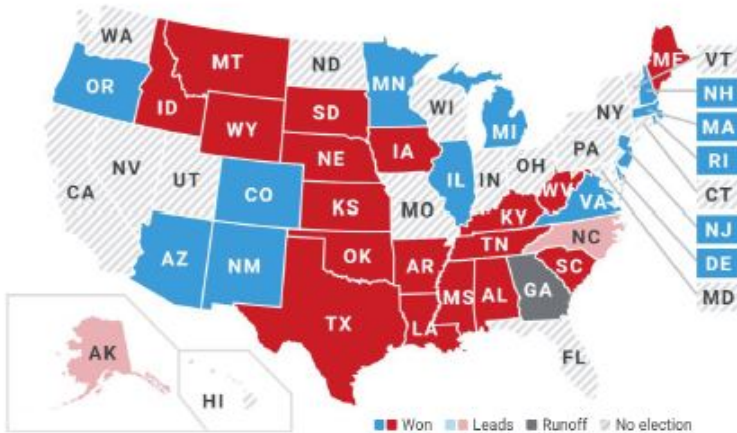 WA
MT
ND
MN
ME
VT
OR
ID
SD
WI
NH
WY
MI
NY
MA
NE
IA
PA
RI
NV
UT
CO
IL
IN
OH
WV
VA
CT
CA
KS
MO
KY
NJ
AZ
NM
OK
AR
TN
NC
DE
SC
MD
TX
LA
MS
AL
GA
AK
FL
HI
Won Leads Runoff No election